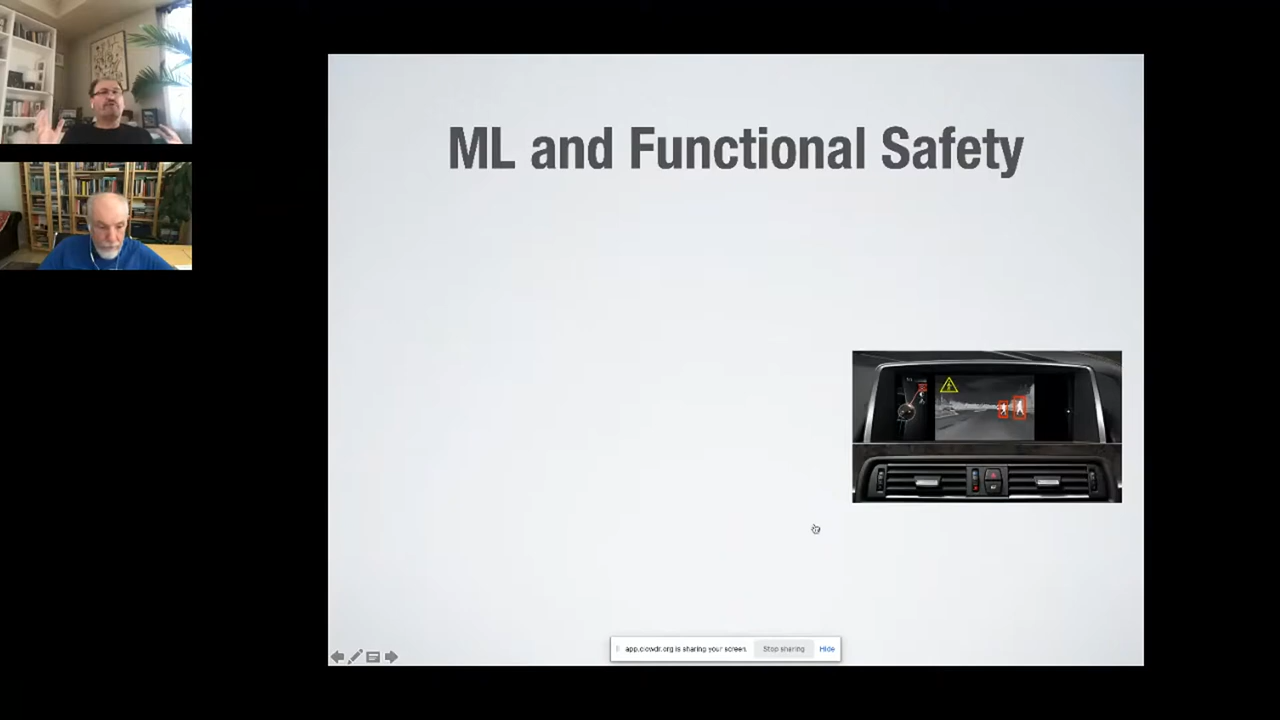 ML and Functional Safety
app.clowdr.org is sharing your screen.
Stop sharing
Hide